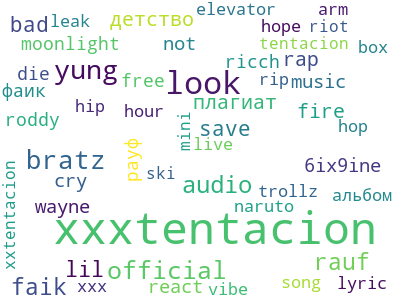 elevator arm
bad leak детство hope riot
moonlight not tentacion box
yung look ricch rap
die free rip music
фаик hip hour плагиат fire
roddy mini save hop
рауф live
bratz ski 6ix9ine
cry audio trollz альбом
xxtentacion wayne naruto
xxxtentacion
lil official rauf
faik xxx react vibe song lyric